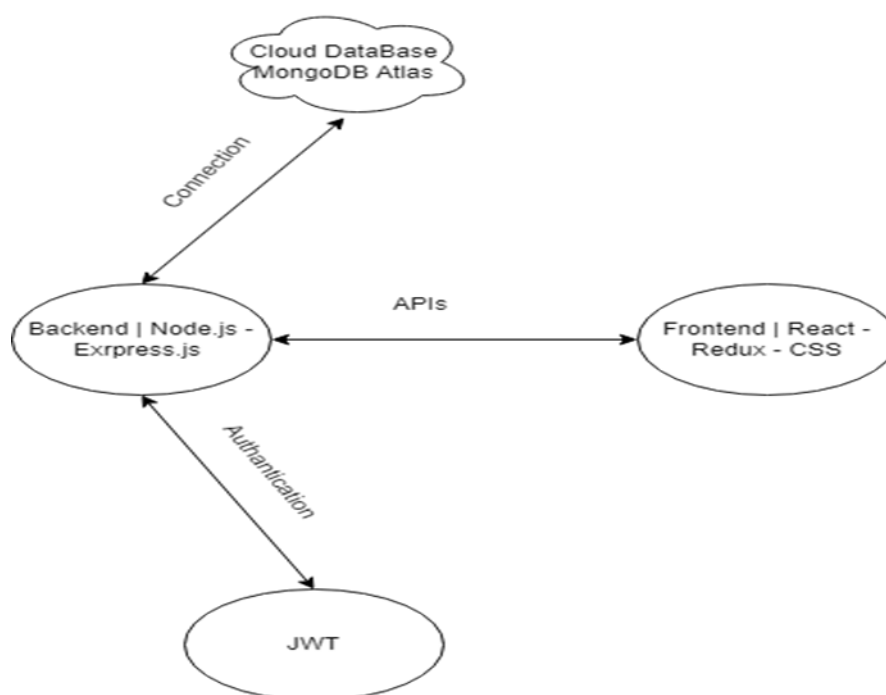 Cloud DataBase
MongoDB Atlas
Connection
APIs
Backend | Node.js -
Exrpress.js
Frontend | React -
Redux - CSS
Authantication
JWT